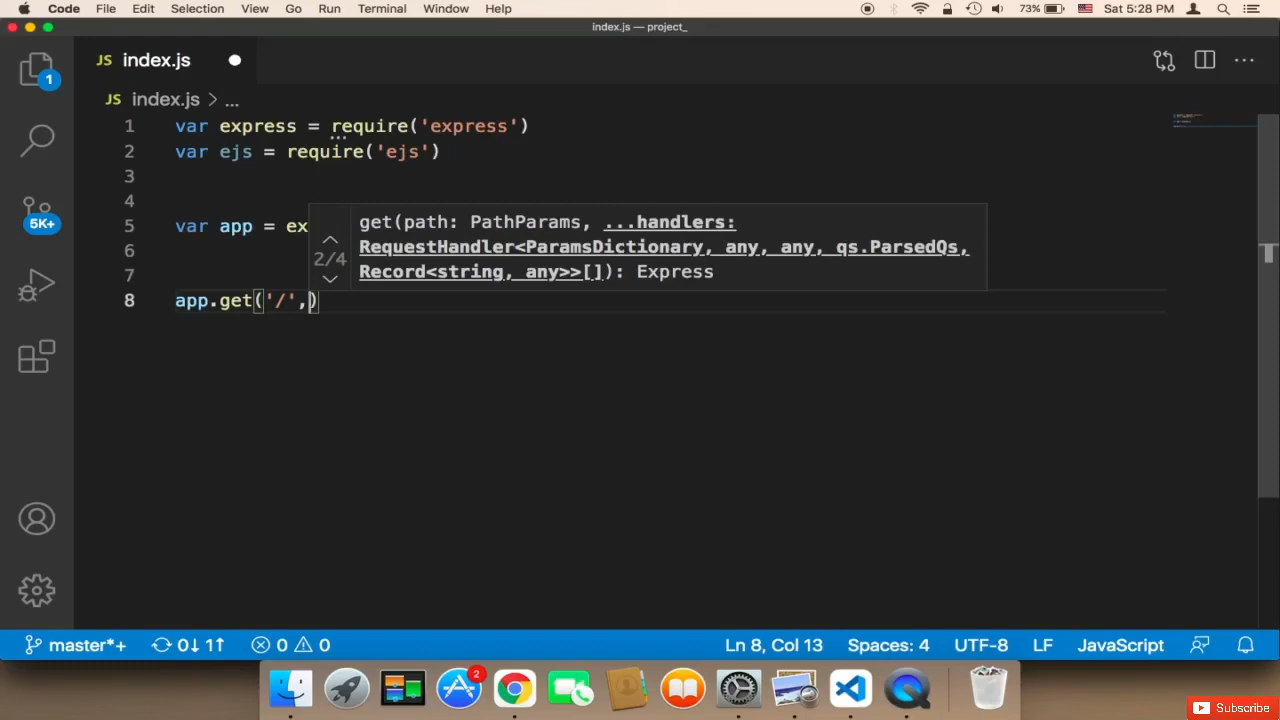 Code File Edit Selection View Go Run Terminal Window Help 73% Sat 5:28 PM
index.js — project_
JS index.js
JS index.js > ...
1 var express = require('express')
2 var ejs = require('ejs')
3
4
5 var app = ex
6
7
8 app.get('/',)
get(path: PathParams, ...handlers:
RequestHandler<ParamsDictionary, any, any, qs.ParsedQs,
Record<string, any>>[]): Express
2/4
1
5K+
master*+ 0↓ 1↑ 0 0 Ln 8, Col 13 Spaces: 4 UTF-8 LF JavaScript
2
Subscribe